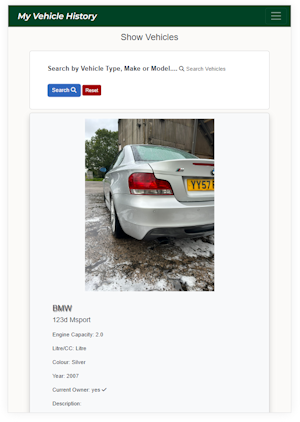 My Vehicle History
Show Vehicles
Search by Vehicle Type, Make or Model.... Search Vehicles
Search Reset
YY57
BMW
123d Msport
Engine Capacity: 2.0
Litre/CC: Litre
Colour: Silver
Year: 2007
Current Owner: yes
Description: